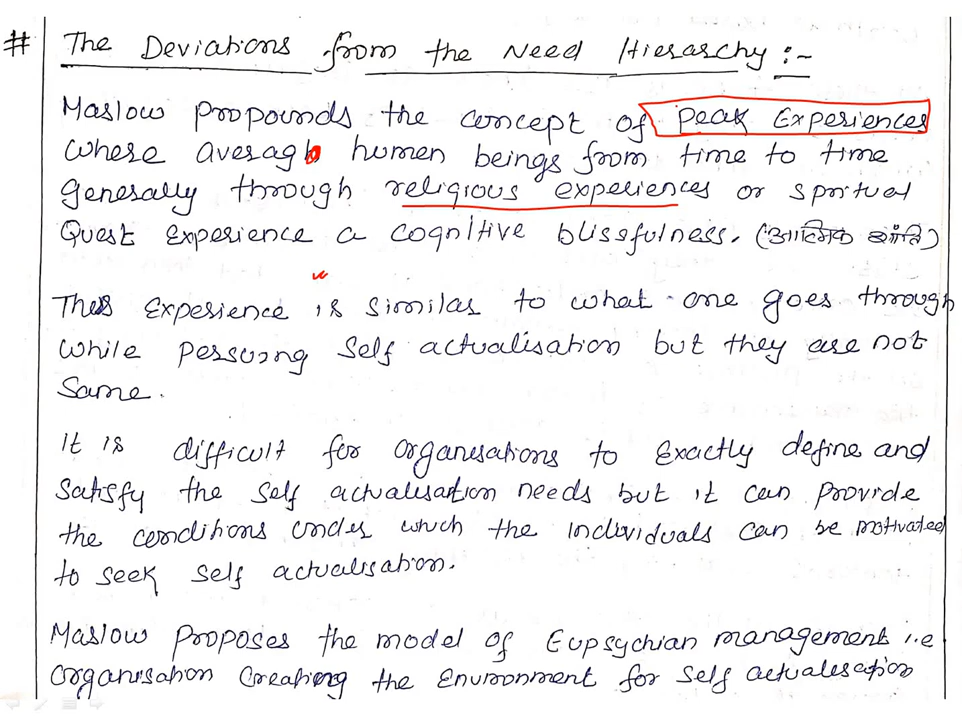 # The Deviations from the Need Hierarchy :-
Maslow propounds the concept of Peak Experiences
where average human beings from time to time
generally through religious experiences or spritual
Quest experience a cognitive blissfulness. (आत्मिक शाँति)
This experience is similar to what one goes through
while persuing self actualisation but they are not
same.
It is difficult for organisations to exactly define and
satisfy the self actualisation needs but it can provide
the conditions under which the individuals can be motivated
to seek self actualisation.
Maslow proposes the model of Eupsychian management i.e
organisation creating the environment for self actualisation